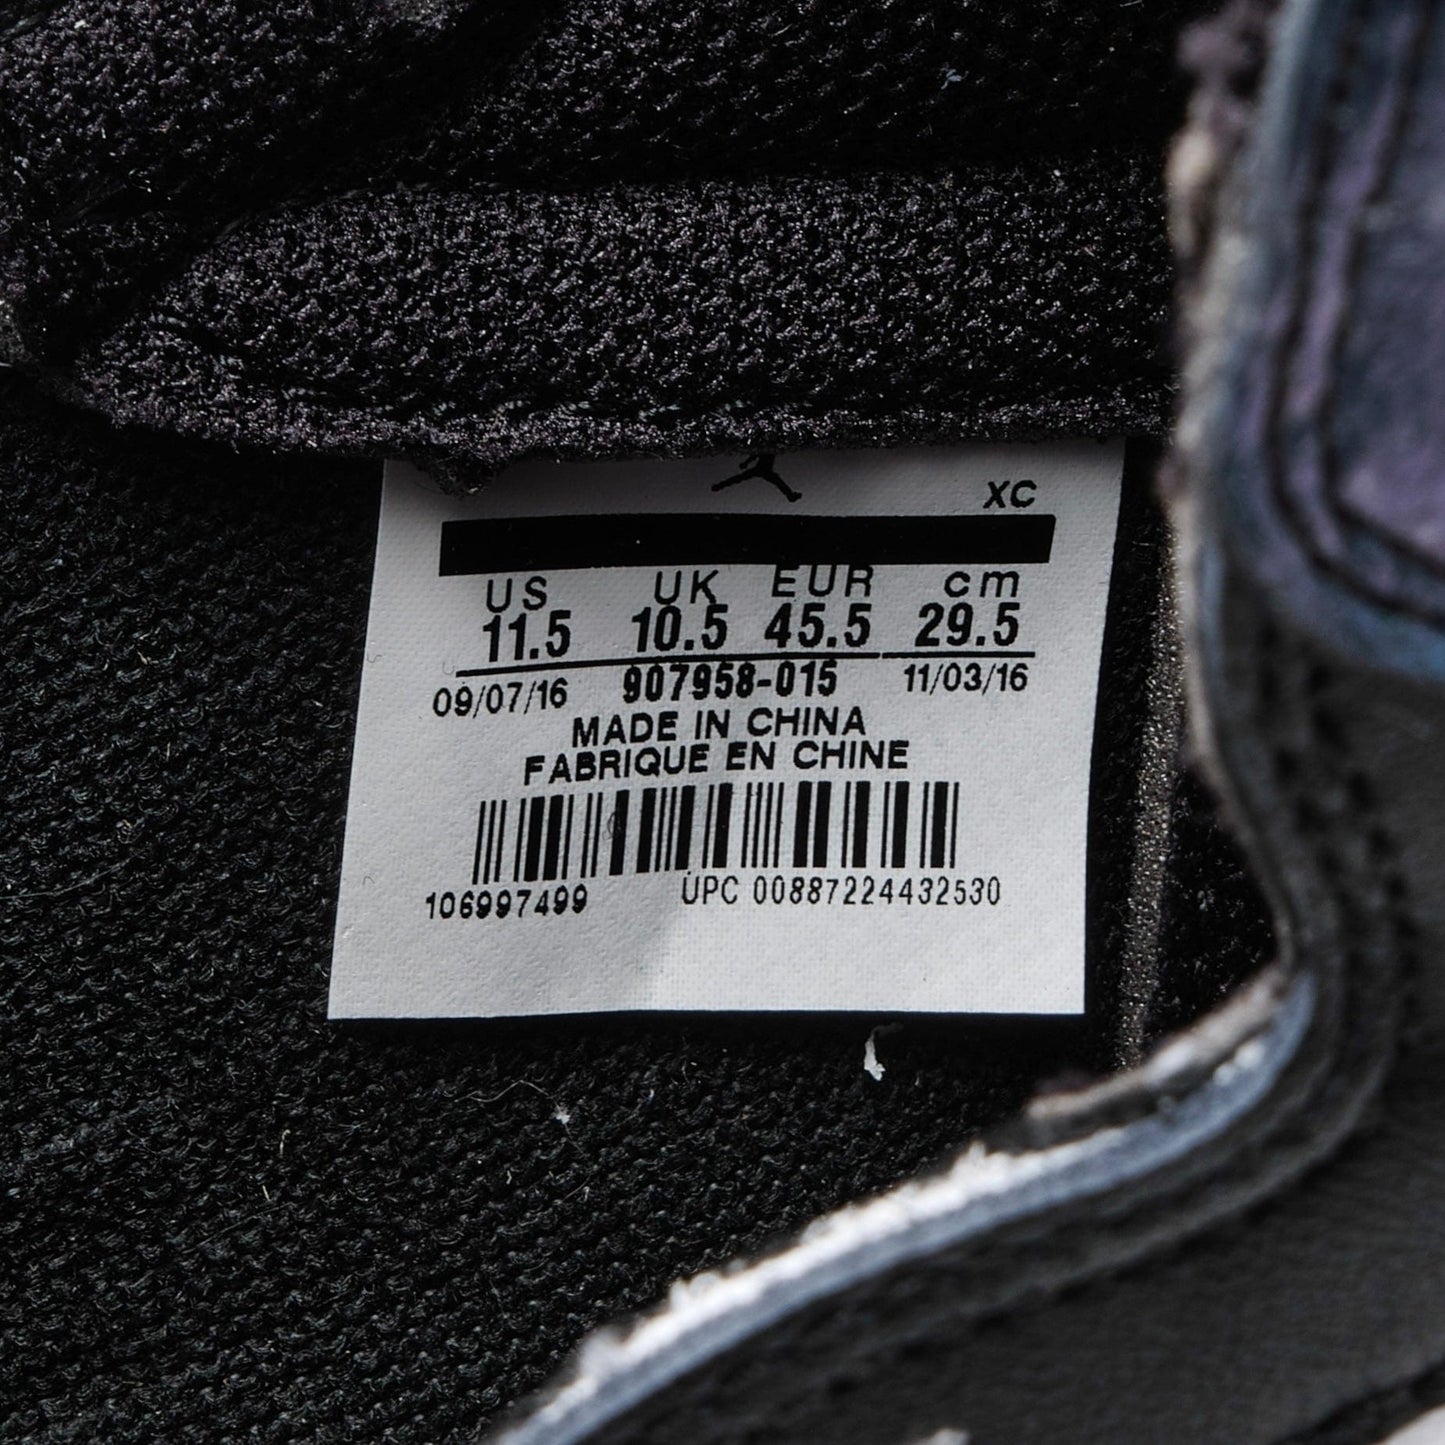 XC
US UK EUR cm
11.5 10.5 45.5 29.5
09/07/16 907958-015 11/03/16
MADE IN CHINA
FABRIQUE EN CHINE
106997499 UPC 00887224432530